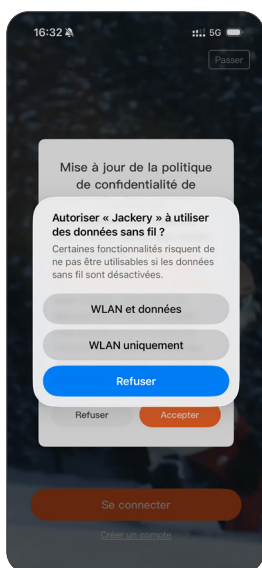 16:32
5G
Passer
Mise à jour de la politique
de confidentialité de
Autoriser « Jackery » à utiliser
des données sans fil ?
Certaines fonctionnalités risquent de
ne pas être utilisables si les données
sans fil sont désactivées.
WLAN et données
WLAN uniquement
Refuser
Refuser
Accepter
Se connecter
Créer un compte